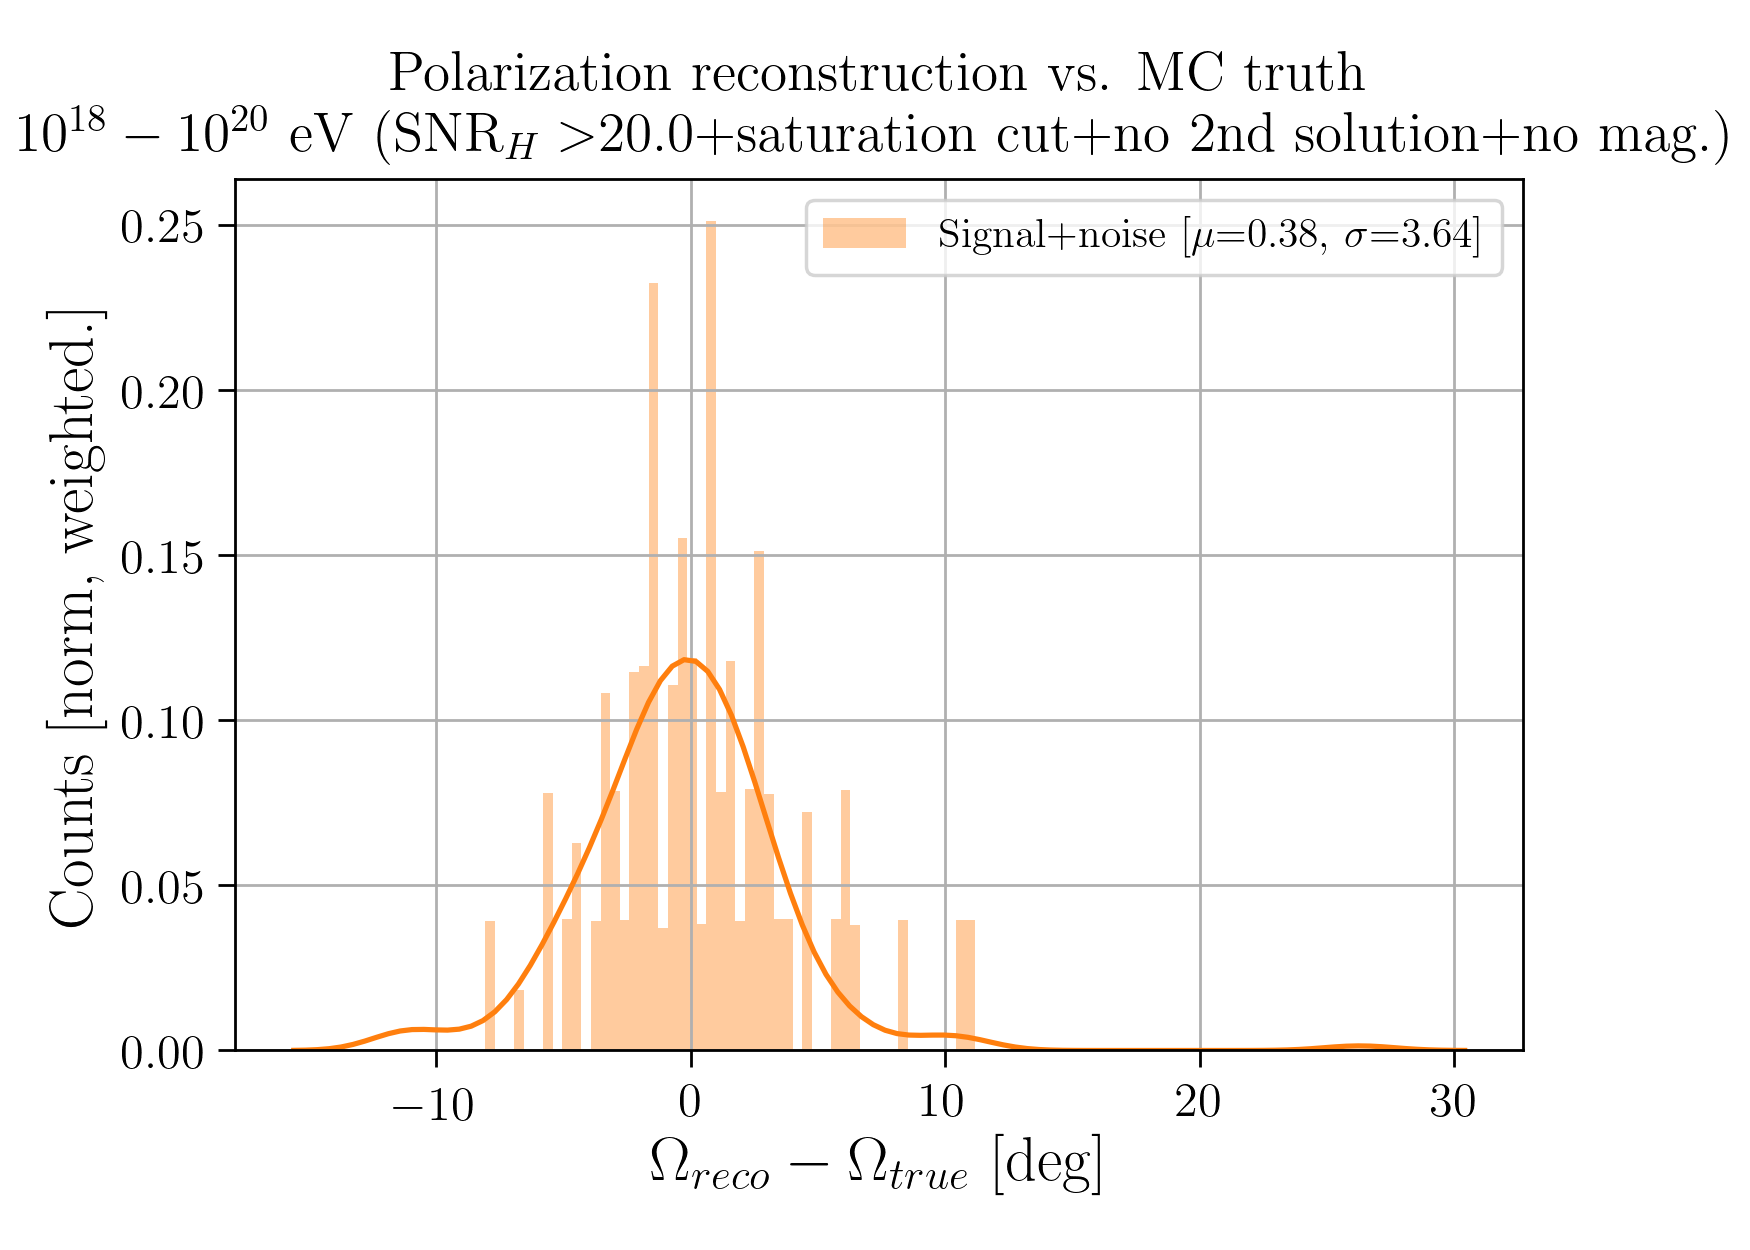 Polarization reconstruction vs. MC truth
10^18 − 10^20 eV (SNR_H >20.0+saturation cut+no 2nd solution+no mag.)
Signal+noise [μ=0.38, σ=3.64]
Counts [norm, weighted.]
0.25
0.20
0.15
0.10
0.05
0.00
−10 0 10 20 30
Ω_reco − Ω_true [deg]